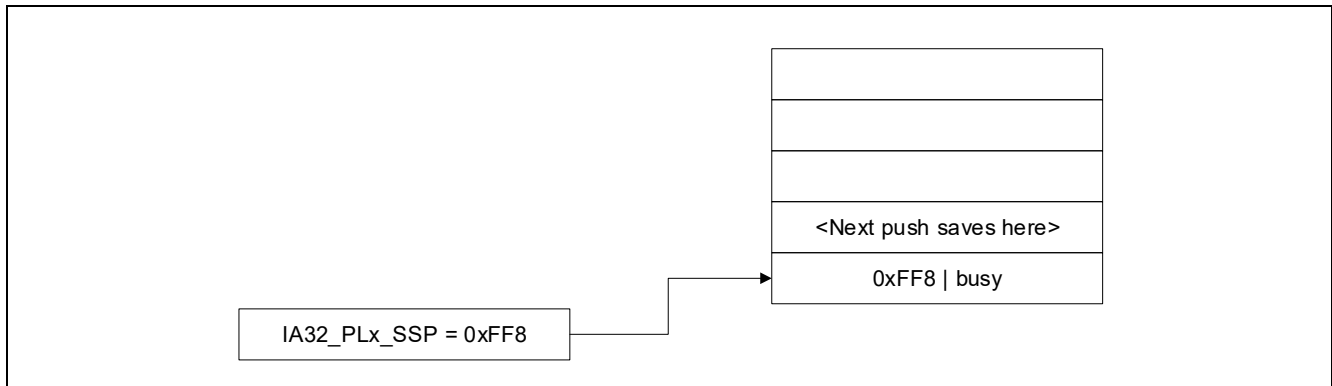 <Next push saves here>
0xFF8 | busy
IA32_PLx_SSP = 0xFF8